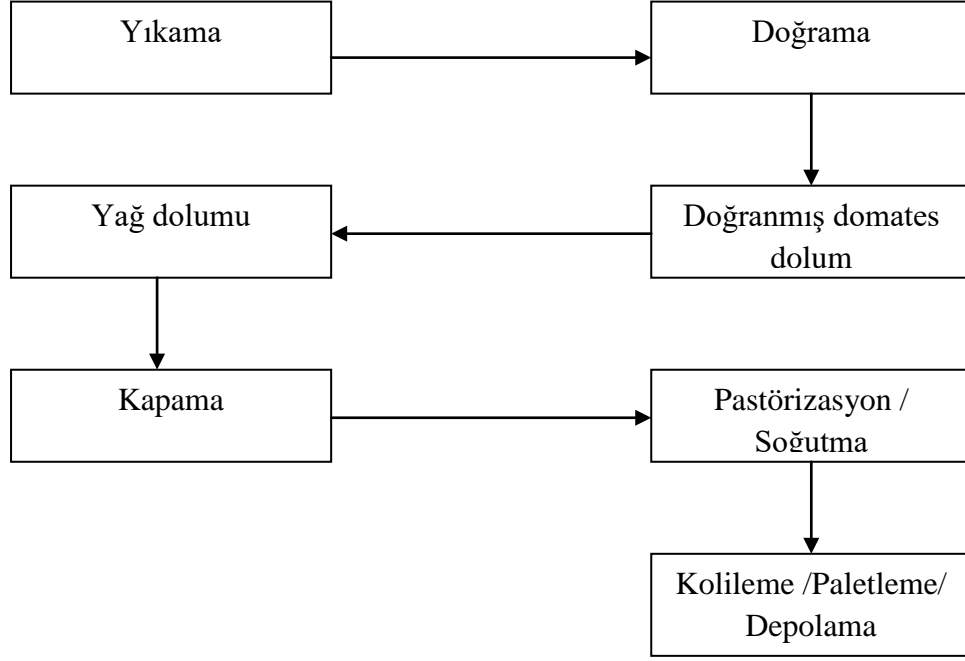 Yıkama
Doğrama
Doğranmış domates
dolum
Yağ dolumu
Kapama
Pastörizasyon /
Soğutma
Kolileme /Paletleme/
Depolama